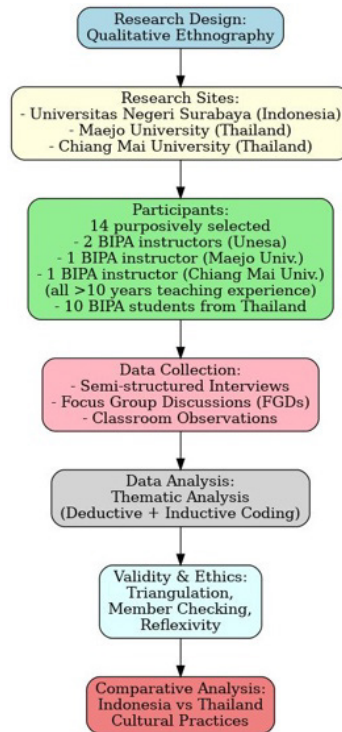 Research Design:
Qualitative Ethnography
Research Sites:
- Universitas Negeri Surabaya (Indonesia)
- Maejo University (Thailand)
- Chiang Mai University (Thailand)
Participants:
14 purposively selected
- 2 BIPA instructors (Unesa)
- 1 BIPA instructor (Maejo Univ.)
- 1 BIPA instructor (Chiang Mai Univ.)
(all >10 years teaching experience)
- 10 BIPA students from Thailand
Data Collection:
- Semi-structured Interviews
- Focus Group Discussions (FGDs)
- Classroom Observations
Data Analysis:
Thematic Analysis
(Deductive + Inductive Coding)
Validity & Ethics:
Triangulation,
Member Checking,
Reflexivity
Comparative Analysis:
Indonesia vs Thailand
Cultural Practices